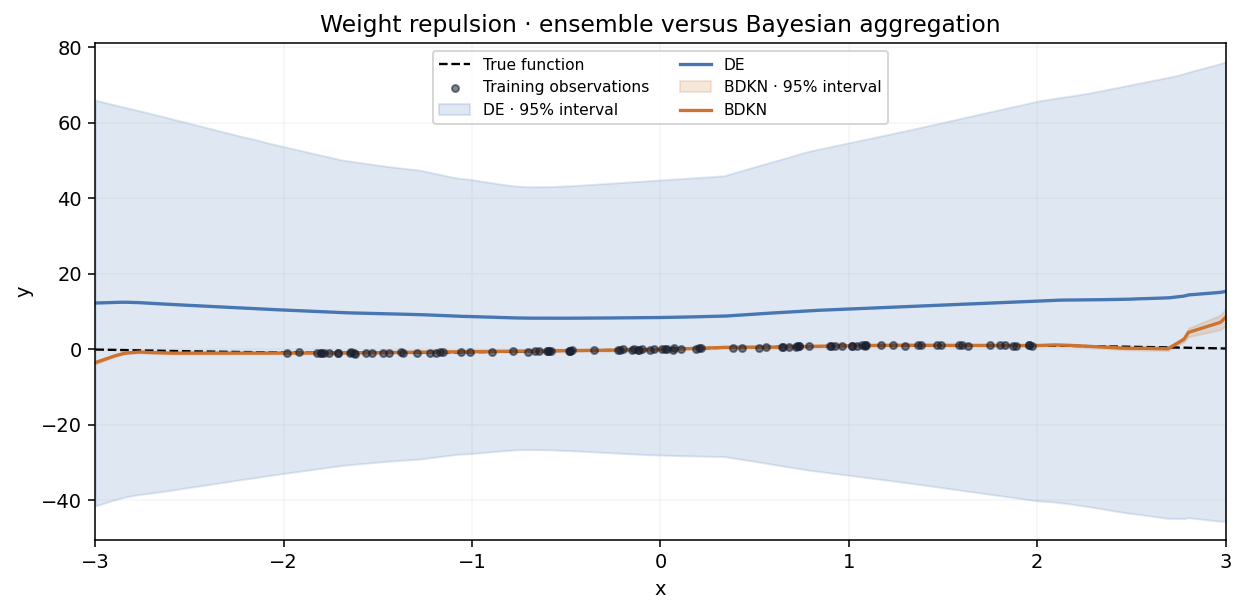 Weight repulsion · ensemble versus Bayesian aggregation
True function
Training observations
DE · 95% interval
DE
BDKN · 95% interval
BDKN
y
80
60
40
20
0
−20
−40
−3
−2
−1
0
1
2
3
x